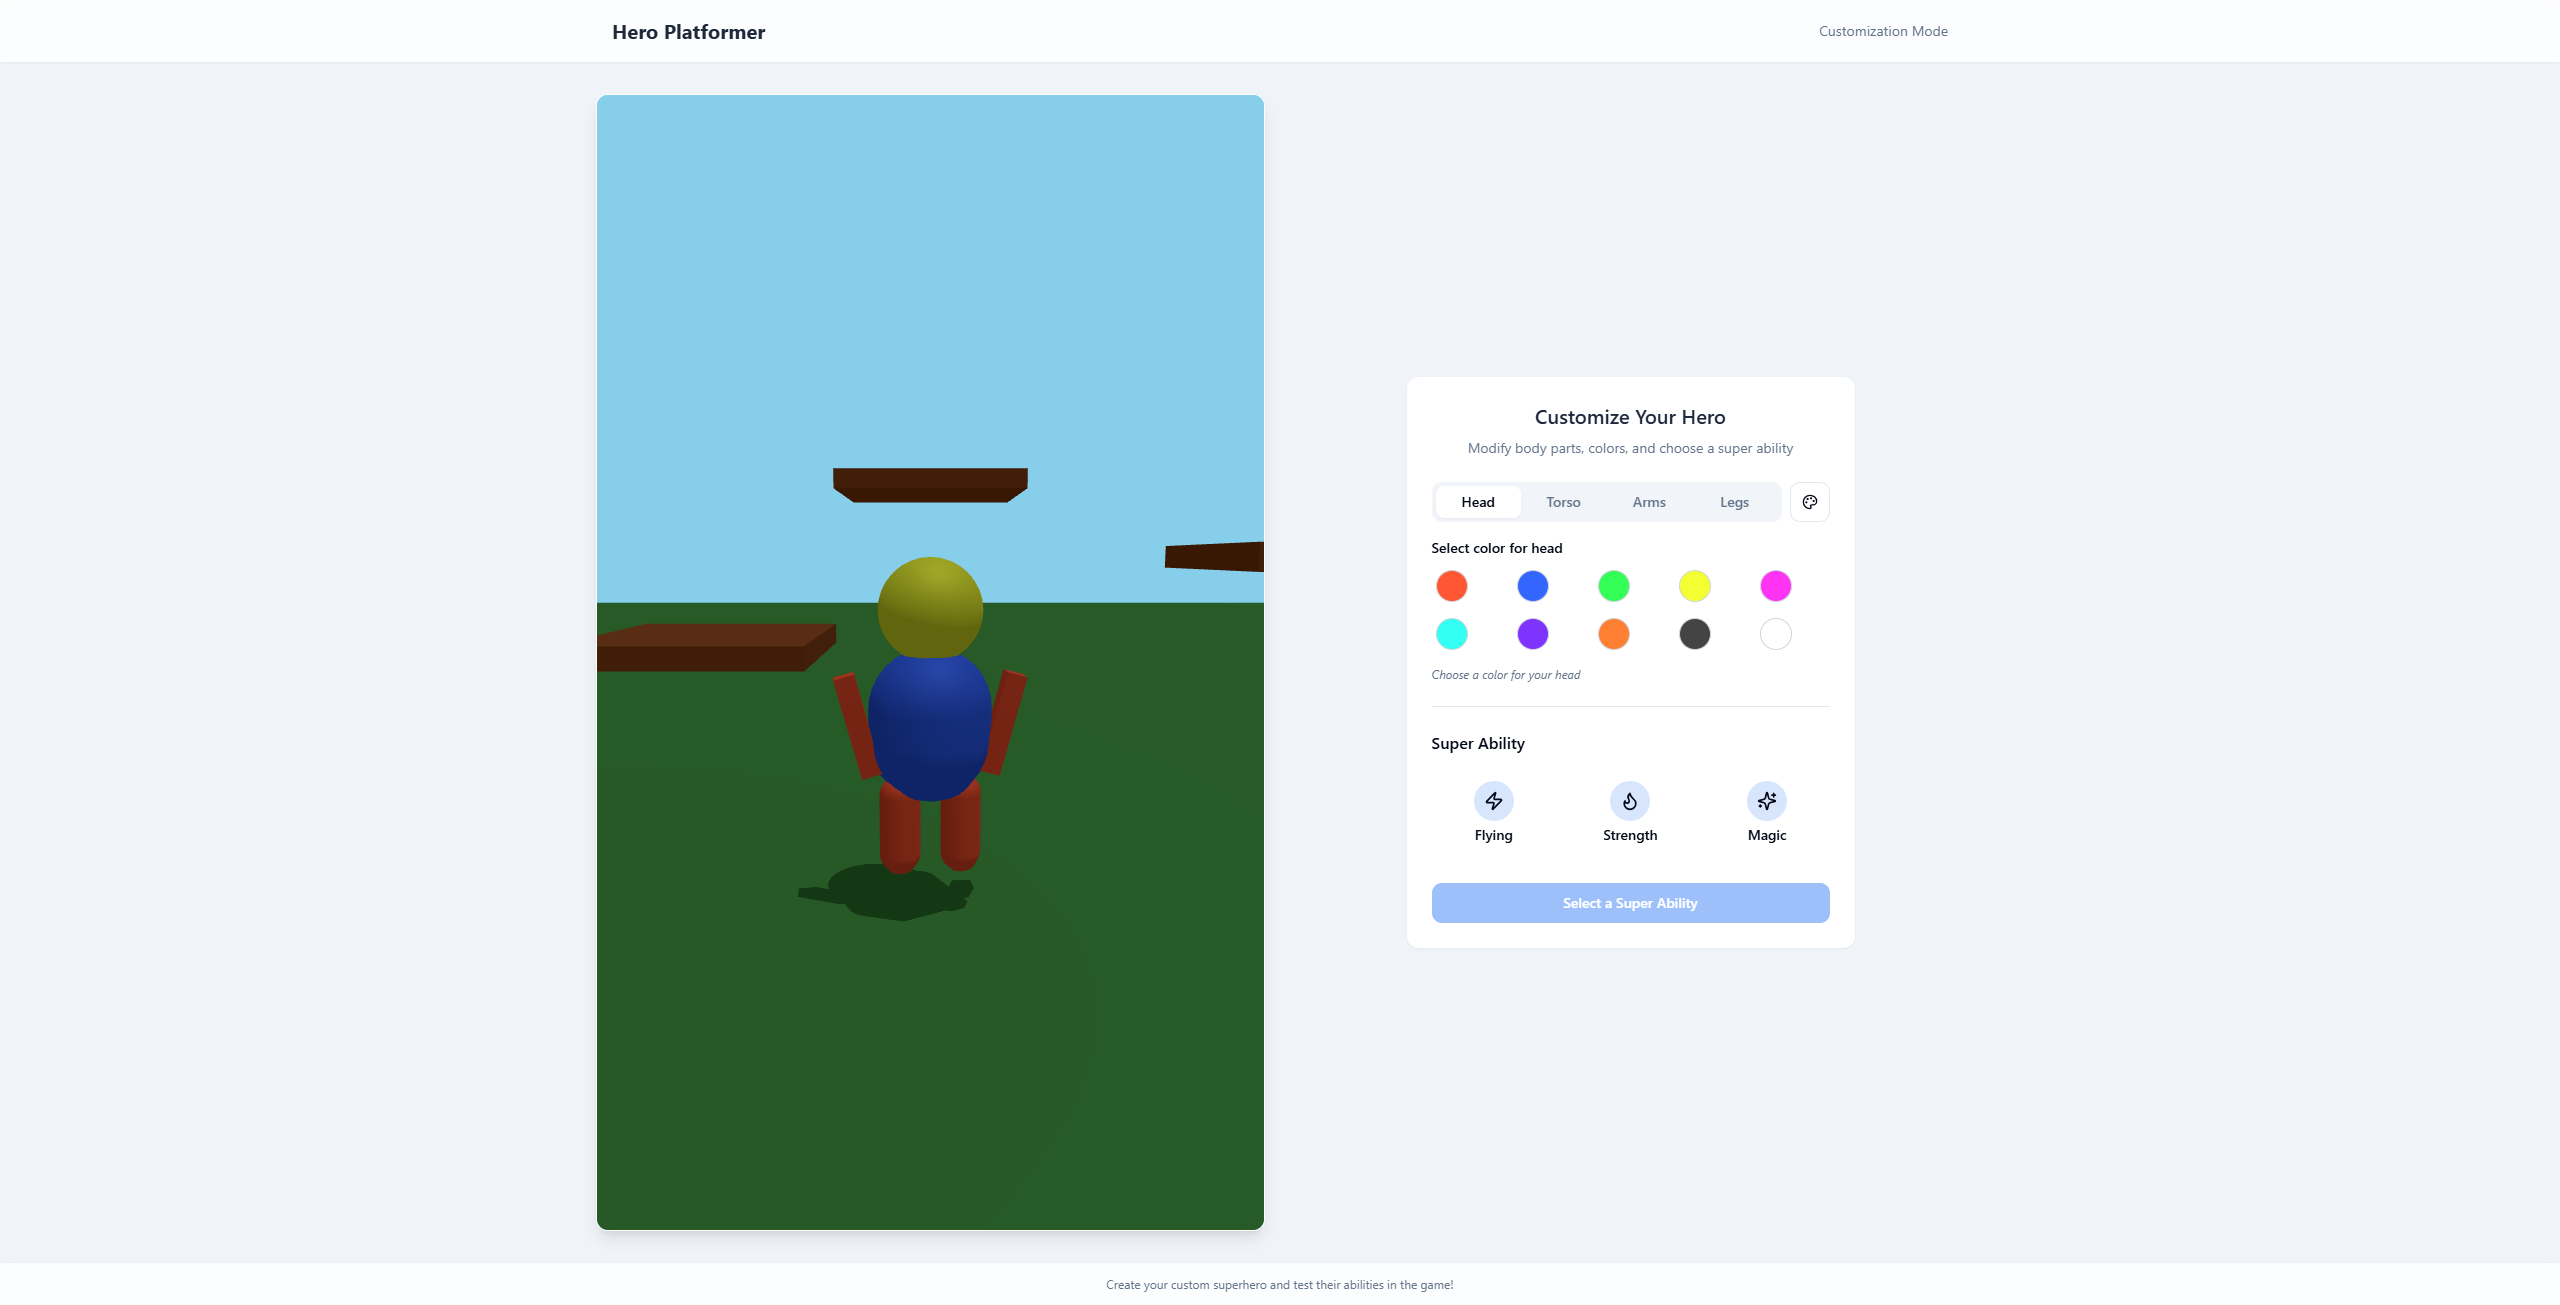 Hero Platformer
Customization Mode
Customize Your Hero
Modify body parts, colors, and choose a super ability
Head Torso Arms Legs
Select color for head
Choose a color for your head
Super Ability
Flying Strength Magic
Select a Super Ability
Create your custom superhero and test their abilities in the game!